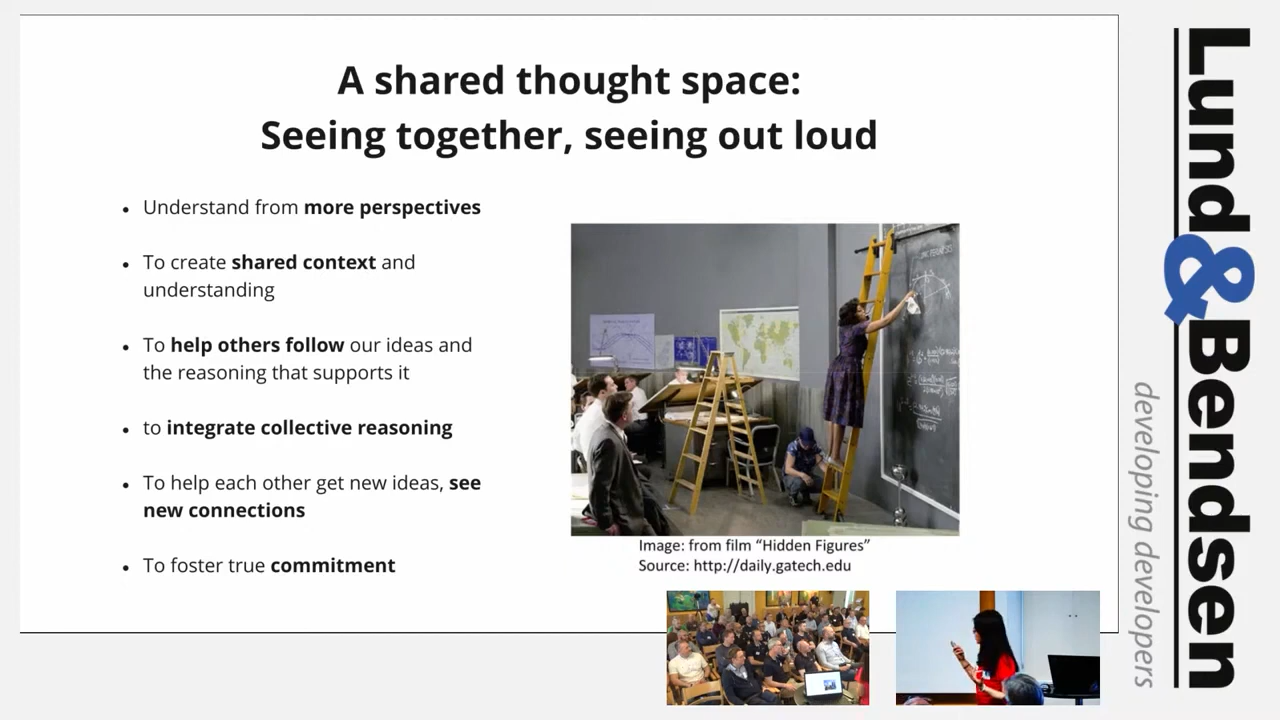 A shared thought space:
Seeing together, seeing out loud
• Understand from more perspectives
• To create shared context and
understanding
• To help others follow our ideas and
the reasoning that supports it
• to integrate collective reasoning
• To help each other get new ideas, see
new connections
• To foster true commitment
Image: from film “Hidden Figures”
Source: http://daily.gatech.edu
Lund & Bendsen
developing developers